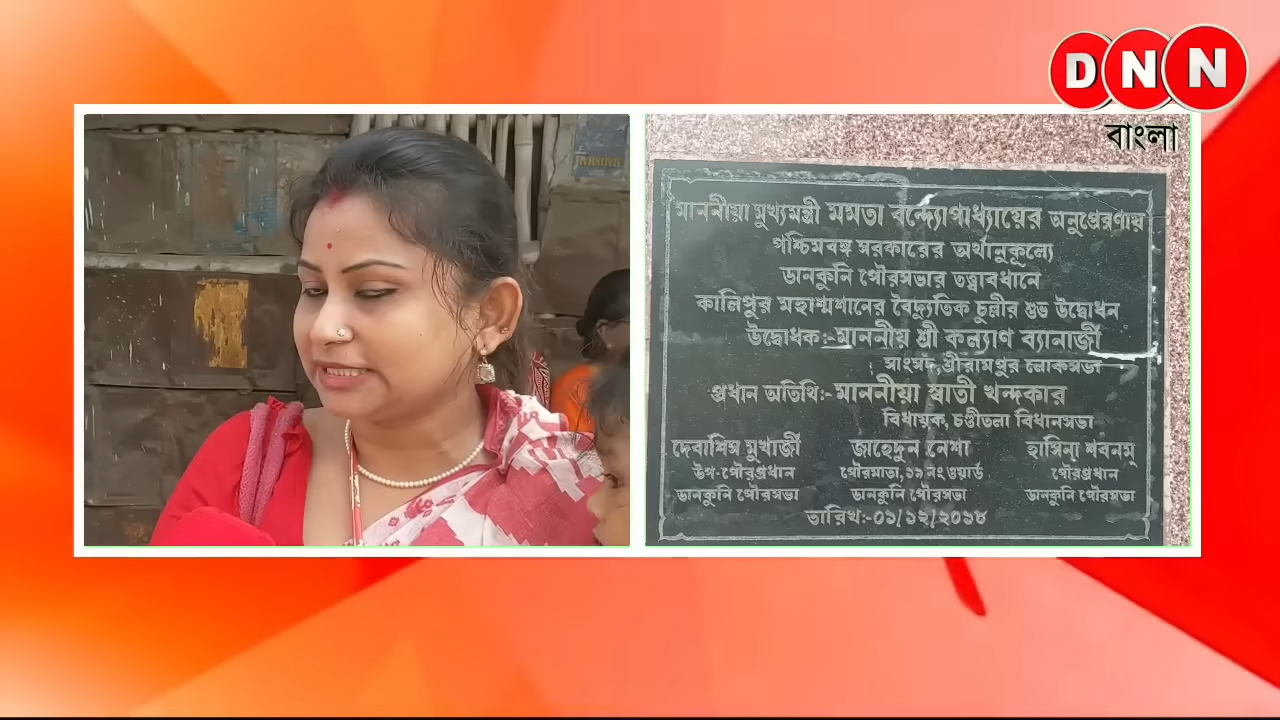 DNN
বাংলা
মাননীয়া মুখ্যমন্ত্রী মমতা বন্দ্যোপাধ্যায়ের অনুপ্রেরণায়
পশ্চিমবঙ্গ সরকারের অর্থানুকূল্যে
ডানকুনি পৌরসভার তত্ত্বাবধানে
কালিপুর মহাশ্মশানের বৈদ্যুতিক চুল্লীর শুভ উদ্বোধন
উদ্বোধক:-মাননীয় শ্রী কল্যাণ ব্যানার্জী
সাংসদ, শ্রীরামপুর লোকসভা
প্রধান অতিথি:- মাননীয়া স্বাতী খন্দকার
বিধায়ক, চণ্ডীতলা বিধানসভা
দেবাশিস মুখার্জী জাহেদুন নেশা হাসিনা শবনম্
উপ-পৌরপ্রধান পৌরমাতা, ১৯ নং ওয়ার্ড পৌরপ্রধান
ডানকুনি পৌরসভা ডানকুনি পৌরসভা ডানকুনি পৌরসভা
তারিখ:-০১/১২/২০১৪